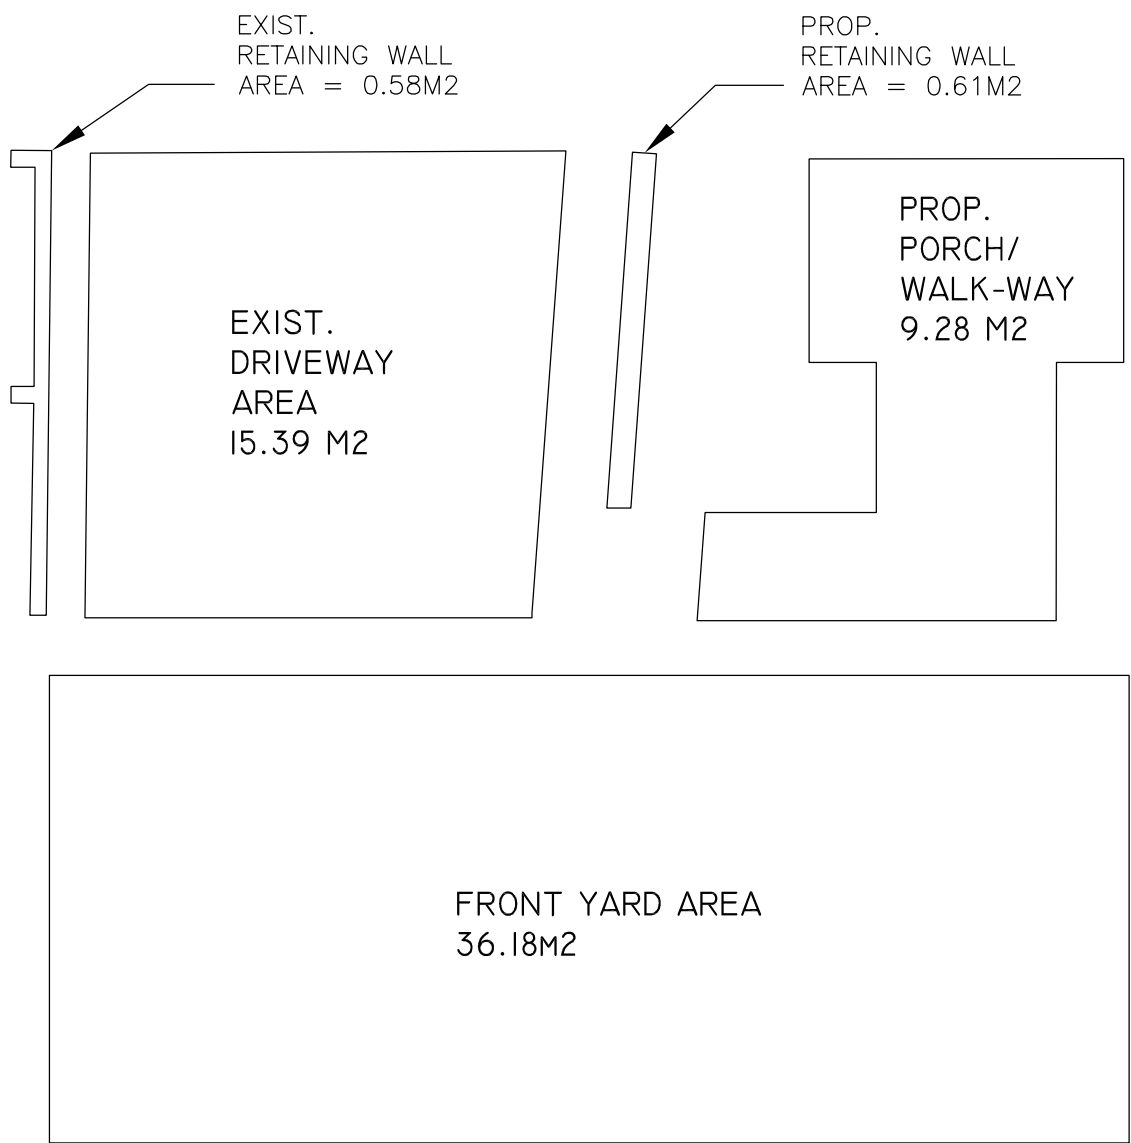 EXIST.
RETAINING WALL
AREA = 0.58M2
PROP.
RETAINING WALL
AREA = 0.61M2
EXIST.
DRIVEWAY
AREA
15.39 M2
PROP.
PORCH/
WALK-WAY
9.28 M2
FRONT YARD AREA
36.18M2